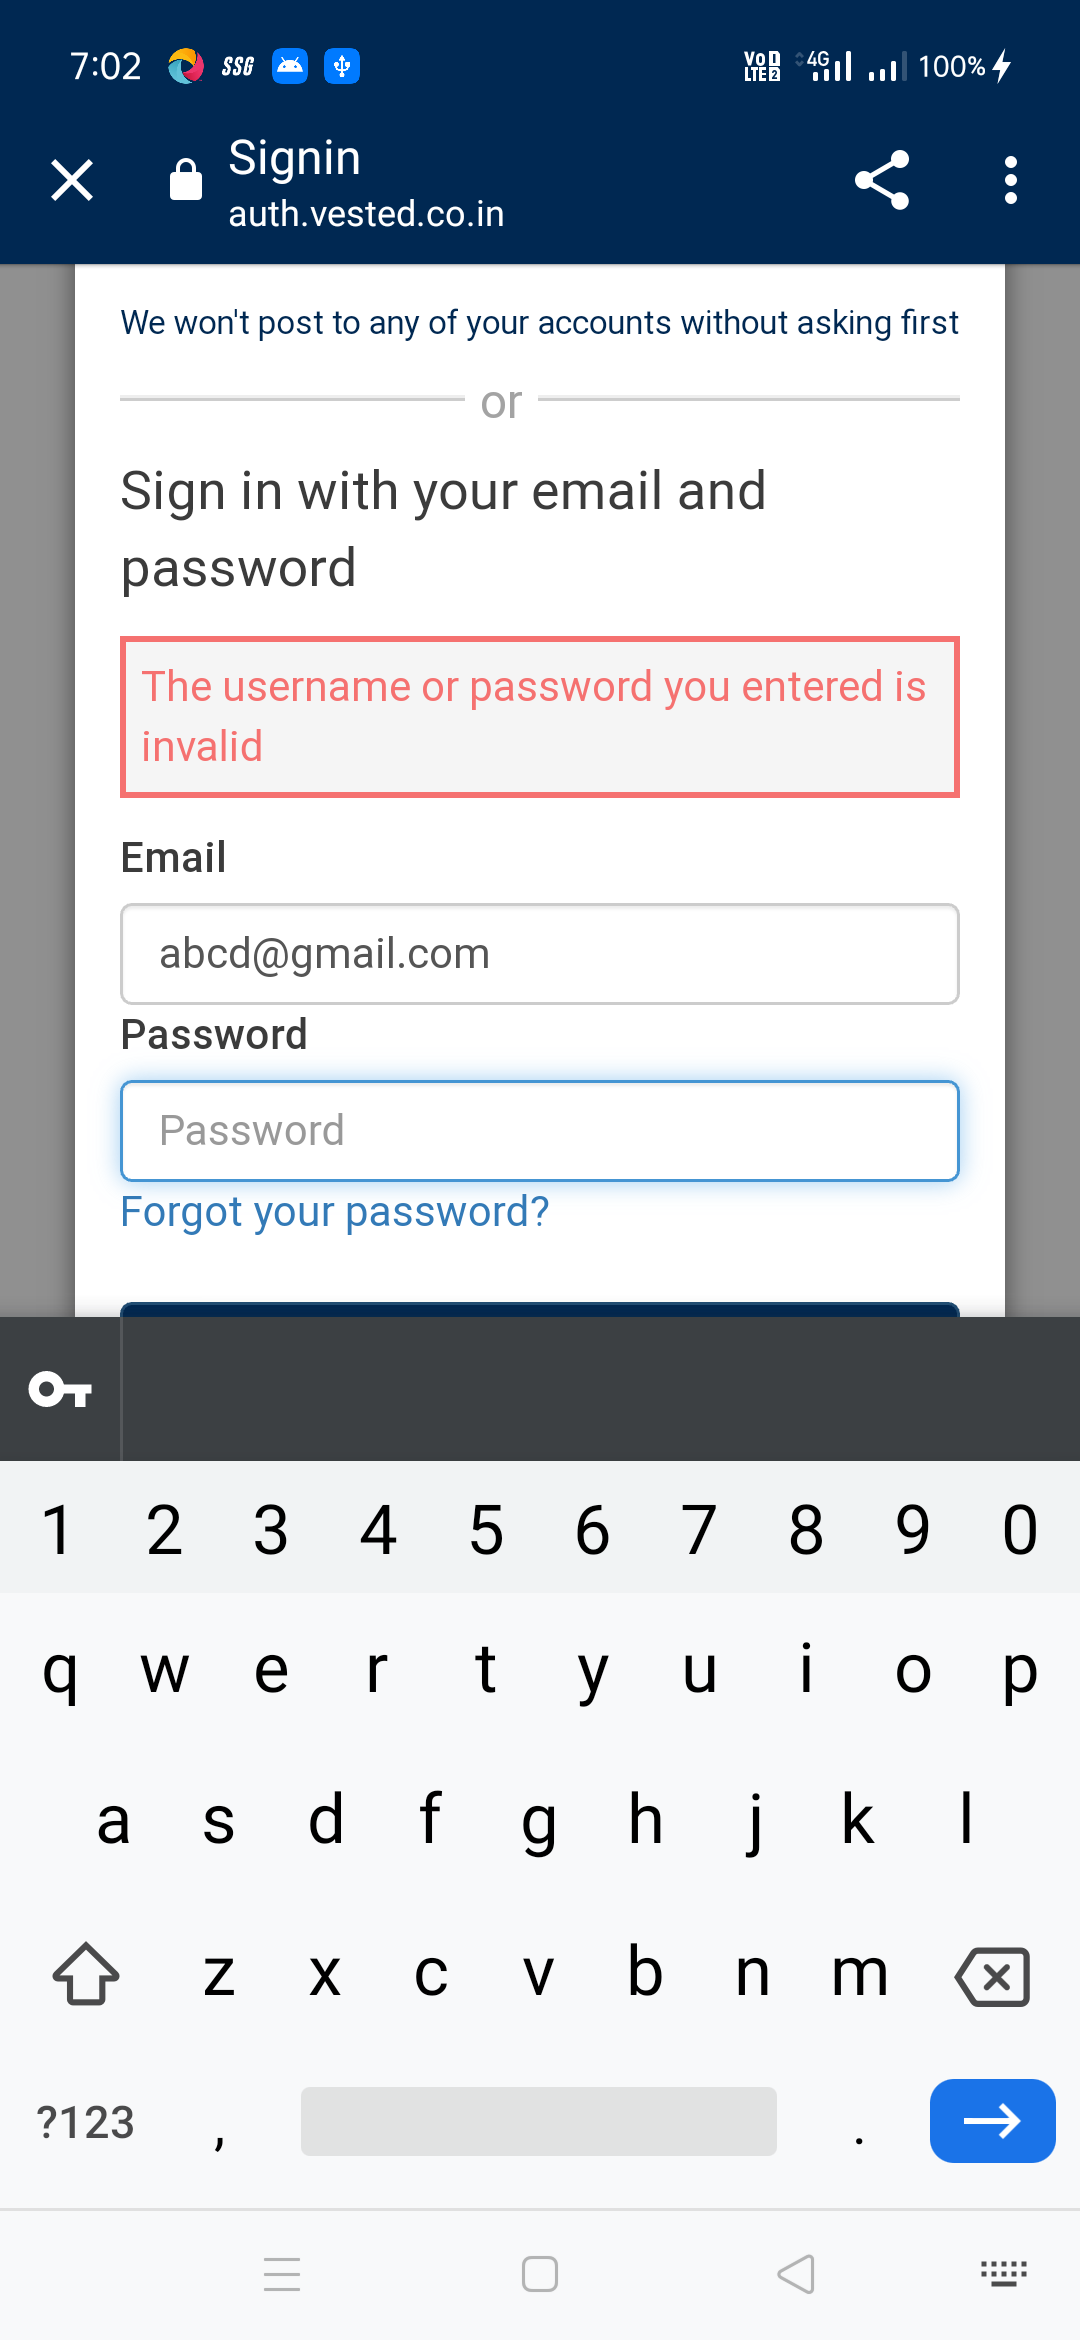 7:02 SSG VoD LTE2 4G 100%
Signin
auth.vested.co.in
We won't post to any of your accounts without asking first
or
Sign in with your email and
password
The username or password you entered is
invalid
Email
abcd@gmail.com
Password
Password
Forgot your password?
1 2 3 4 5 6 7 8 9 0
q w e r t y u i o p
a s d f g h j k l
z x c v b n m
?123 , .